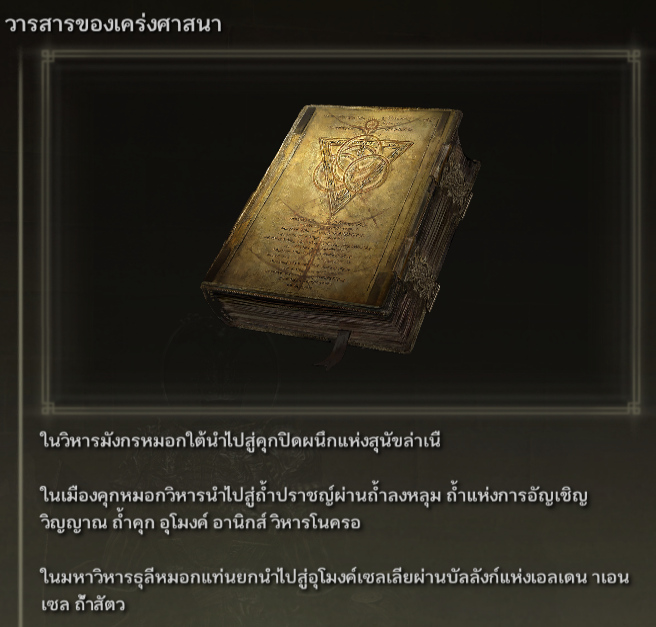 วารสารของเคร่งศาสนา
ในวิหารมังกรหมอกใต้นำไปสู่คุกปิดผนึกแห่งสุนัขล่าเนื
ในเมืองคุกหมอกวิหารนำไปสู่ถ้ำปราชญ์ผ่านถ้ำลงหลุม ถ้ำแห่งการอัญเชิญ
วิญญาณ ถ้ำคุก อุโมงค์ อานิกส์ วิหารโนครอ
ในมหาวิหารธุลีหมอกแท่นยกนำไปสู่อุโมงค์เซลเลียผ่านบัลลังก์แห่งเอลเดน าเอน
เซล ถ้ำสัตว